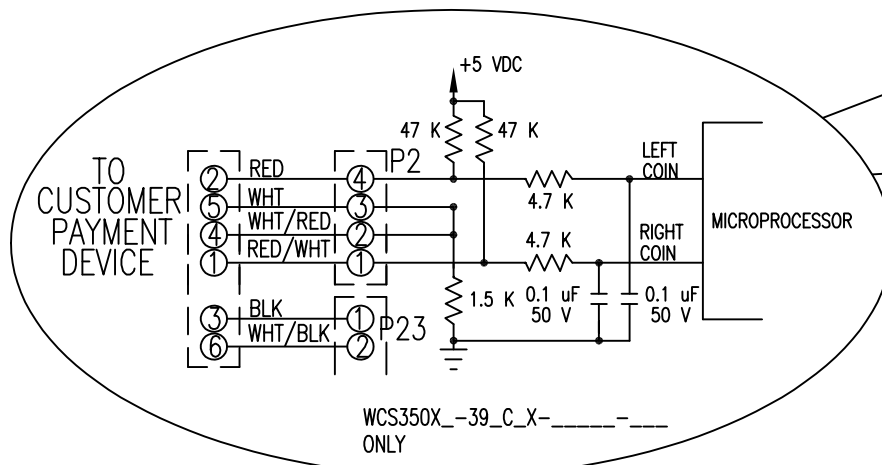 +5 VDC
47 K
47 K
TO
CUSTOMER
PAYMENT
DEVICE
P2
2
RED
4
5
WHT
3
4
WHT/RED
2
1
RED/WHT
1
4.7 K
LEFT
COIN
MICROPROCESSOR
4.7 K
RIGHT
COIN
1.5 K
0.1 uF
50 V
0.1 uF
50 V
3
BLK
1
P23
6
WHT/BLK
2
WCS350X_-39_C_X-_____-___
ONLY